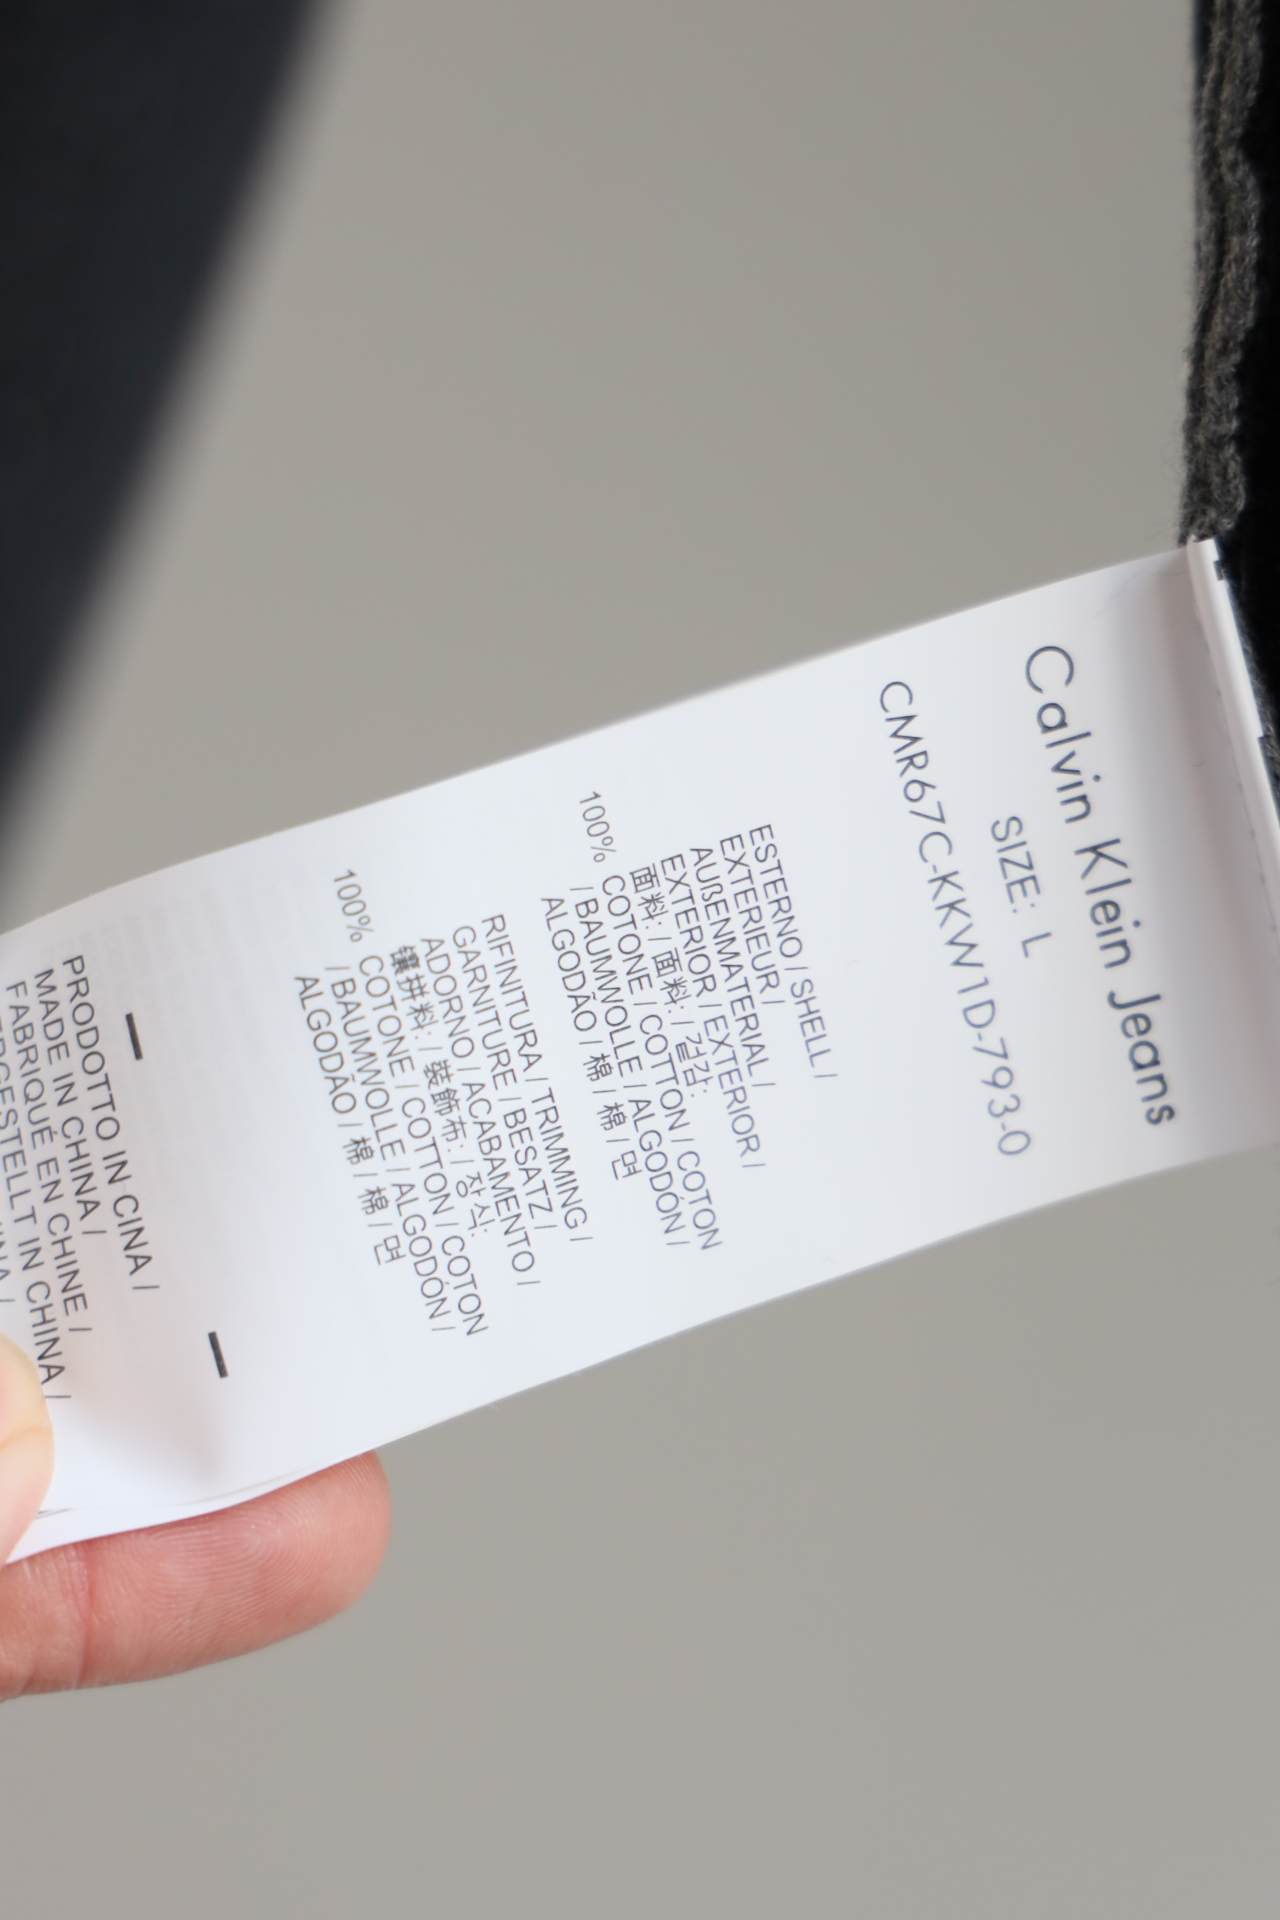 Calvin Klein Jeans
SIZE: L
CMR67C-KKW1D-793-0
ESTERNO / SHELL /
EXTERIEUR /
AUßENMATERIAL /
EXTERIOR / EXTERIOR /
面料: / 面料: / 겉감:
100% COTONE / COTTON / COTON
/ BAUMWOLLE / ALGODÓN /
ALGODÃO / 棉 / 棉 / 면
RIFINITURA / TRIMMING /
GARNITURE / BESATZ /
ADORNO / ACABAMENTO /
镶拼料: / 裝飾布: / 장식:
100% COTONE / COTTON / COTON
/ BAUMWOLLE / ALGODÓN /
ALGODÃO / 棉 / 棉 / 면
PRODOTTO IN CINA /
MADE IN CHINA /
FABRIQUÉ EN CHINE /
IN CHINA /